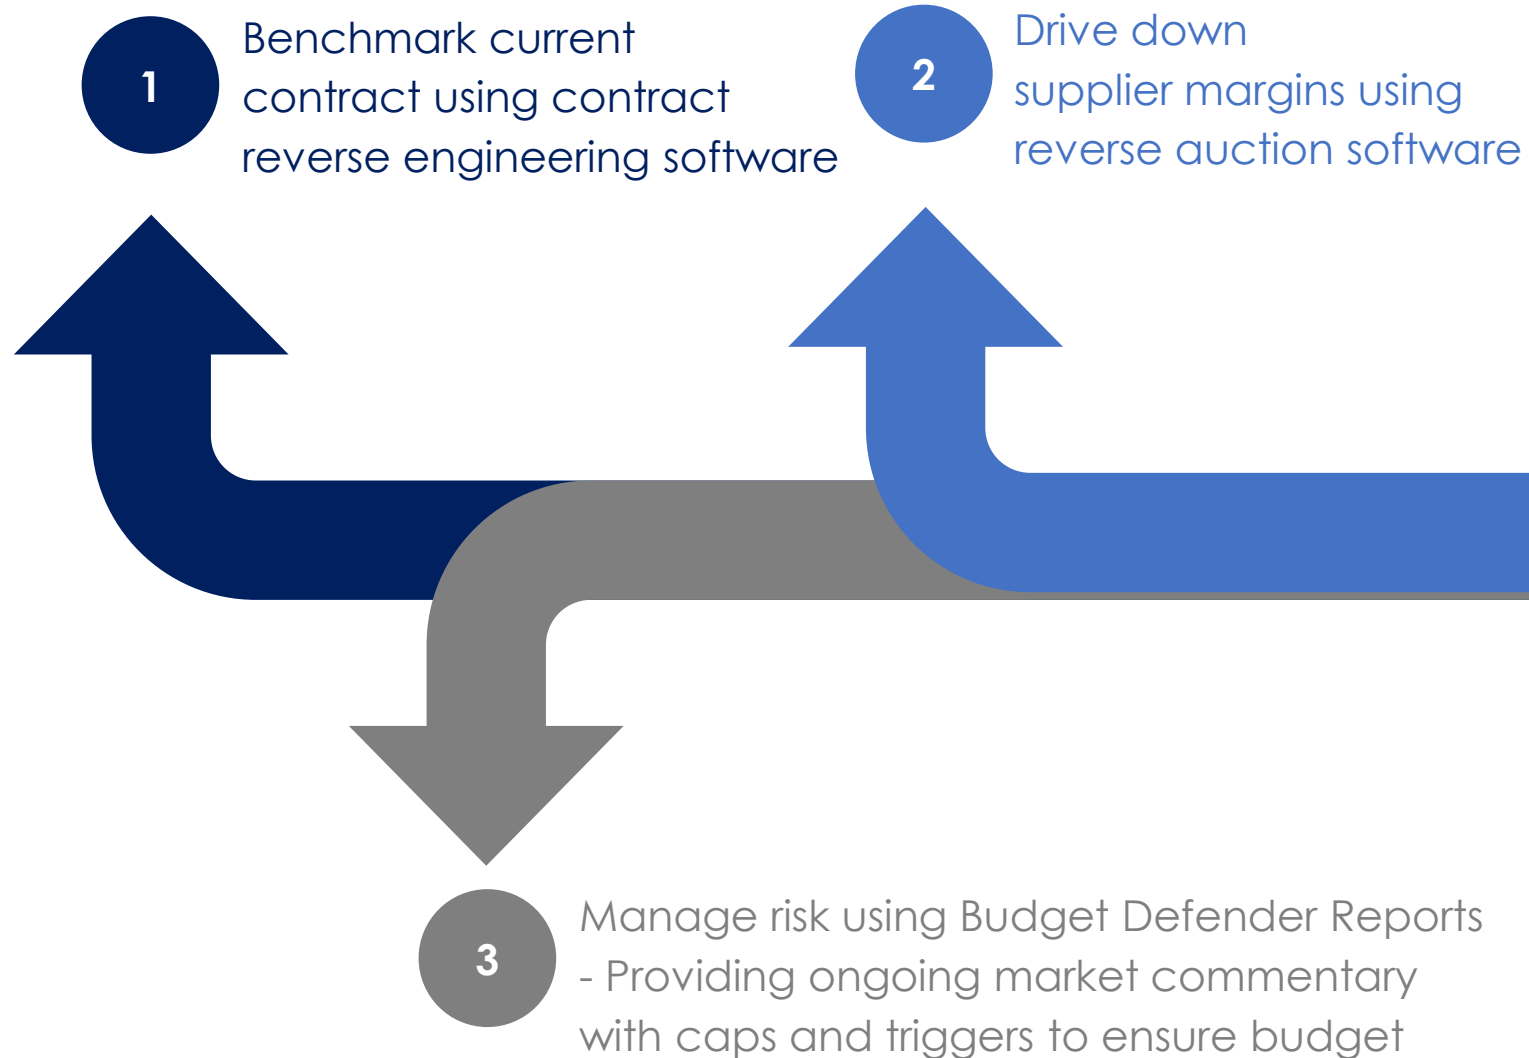 1
Benchmark current
contract using contract
reverse engineering software
2
Drive down
supplier margins using
reverse auction software
3
Manage risk using Budget Defender Reports
- Providing ongoing market commentary
with caps and triggers to ensure budget